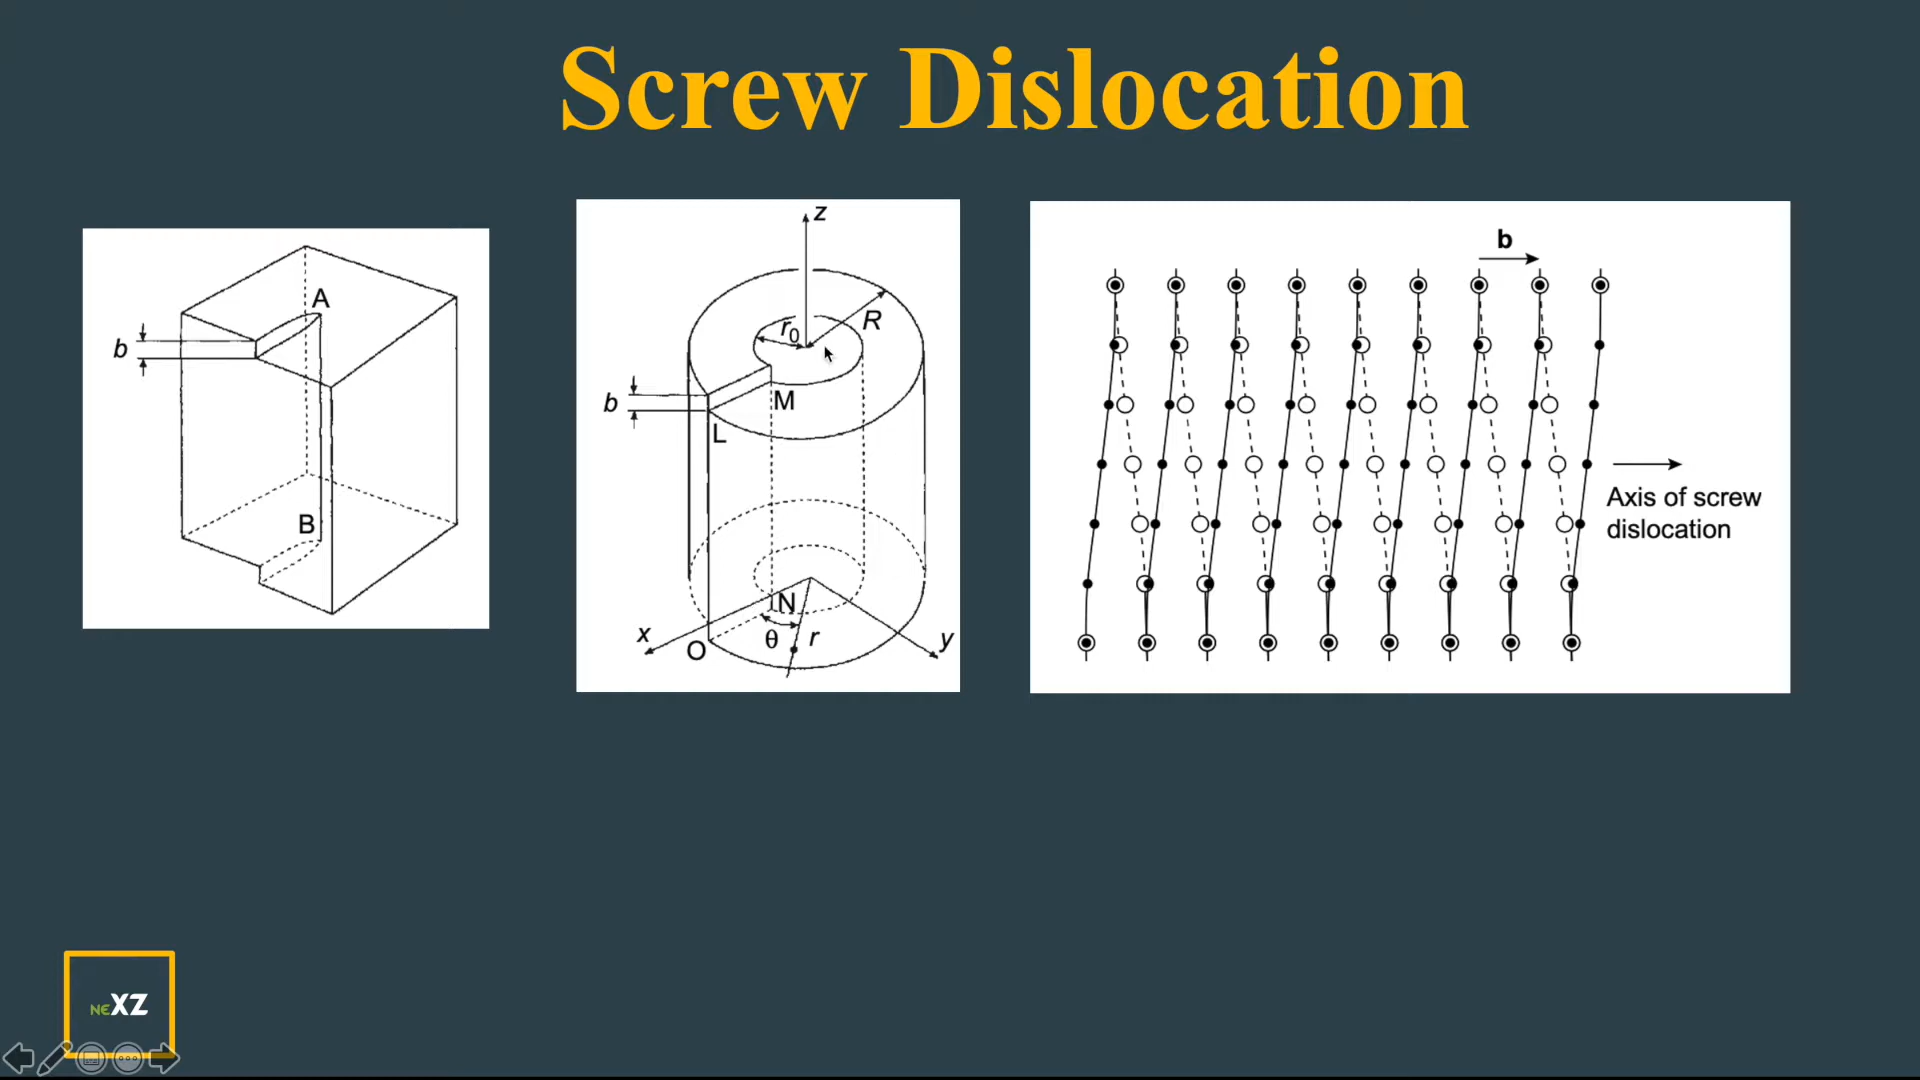 Screw Dislocation
A
b
B
z
r0
R
b
M
L
N
x
θ
r
y
O
b
Axis of screw
dislocation
NEXZ